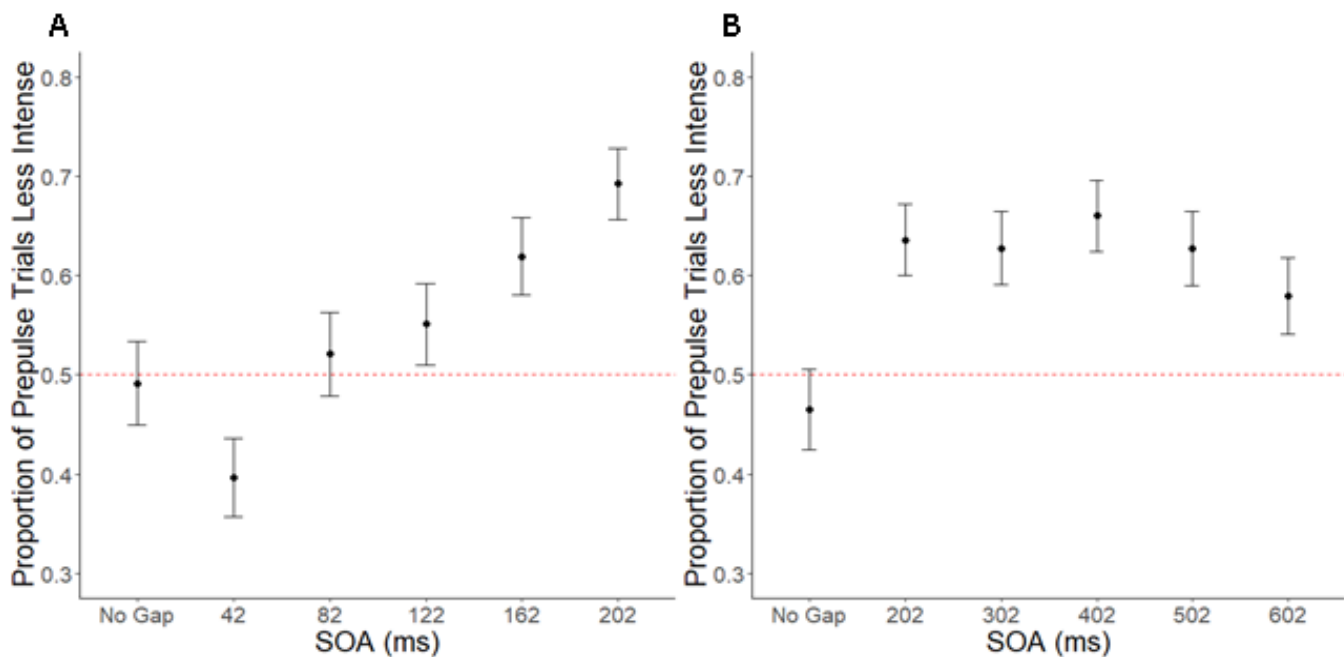 A
Proportion of Prepulse Trials Less Intense
0.8
0.7
0.6
0.5
0.4
0.3
No Gap 42 82 122 162 202
SOA (ms)
B
Proportion of Prepulse Trials Less Intense
0.8
0.7
0.6
0.5
0.4
0.3
No Gap 202 302 402 502 602
SOA (ms)